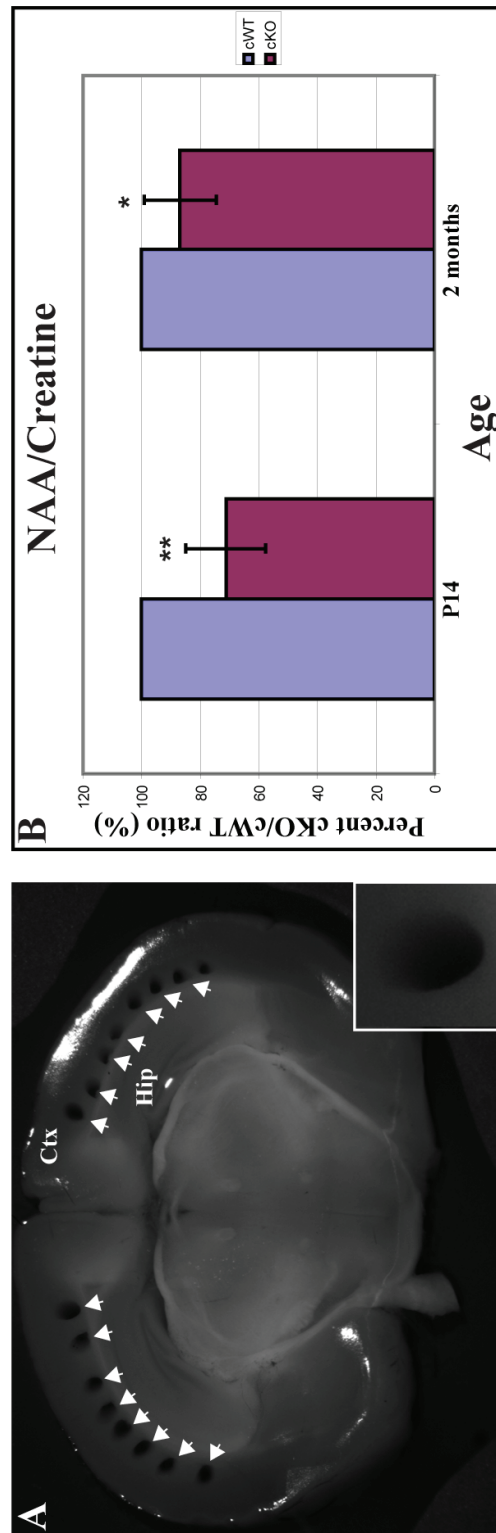 A
Ctx
Hip
B
NAA/Creatine
Percent cKO/cWT ratio (%)
120
100
80
60
40
20
0
**
*
P14
2 months
Age
cWT
cKO